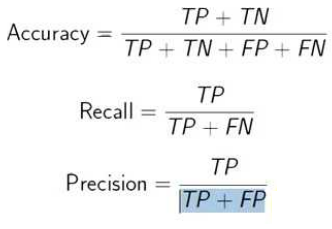 Accuracy = TP + TN / TP + TN + FP + FN
Recall = TP / TP + FN
Precision = TP / TP + FP